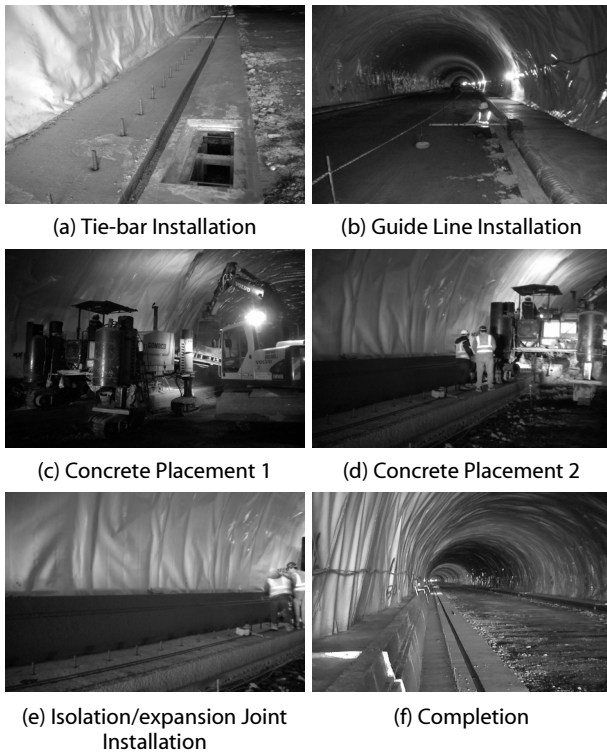 (a) Tie-bar Installation
(b) Guide Line Installation
(c) Concrete Placement 1
(d) Concrete Placement 2
(e) Isolation/expansion Joint
Installation
(f) Completion